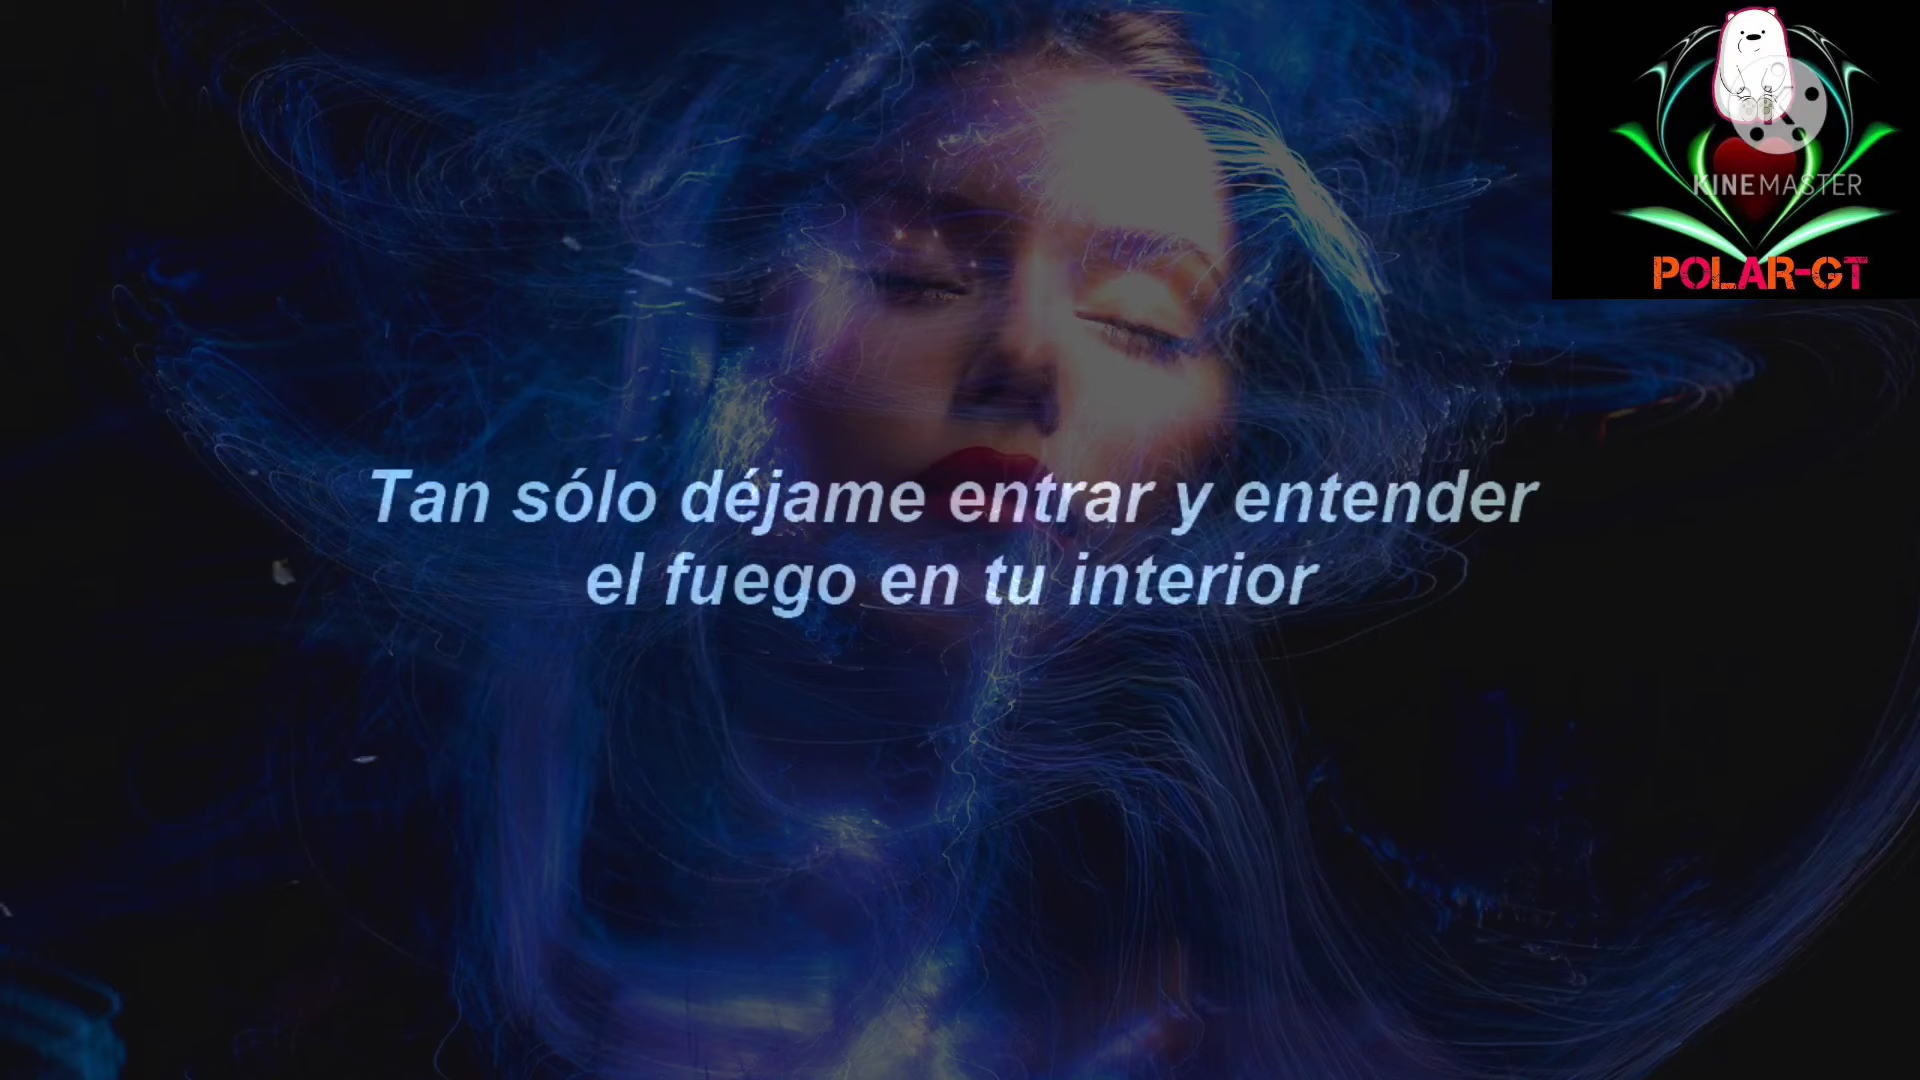 KINEMASTER
POLAR-GT
Tan sólo déjame entrar y entender
el fuego en tu interior